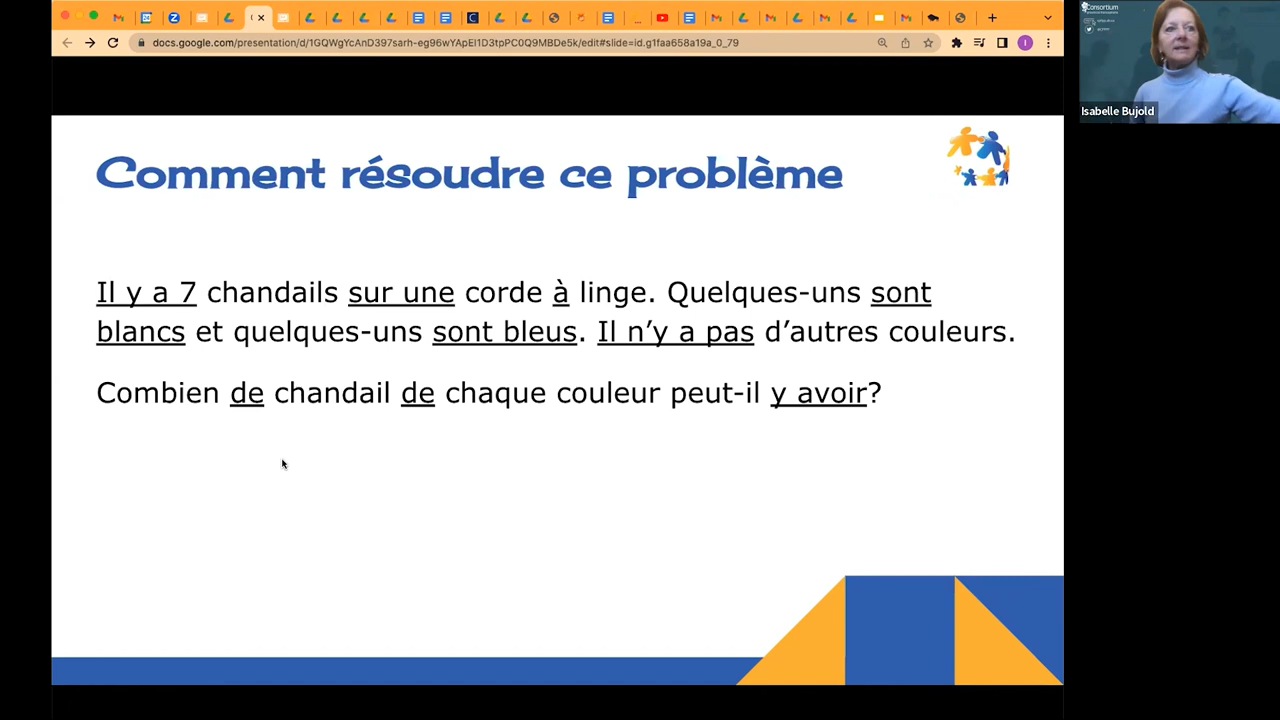 docs.google.com/presentation/d/1GQWgYcAnD397sarh-eg96wYApEl1D3tpPC0Q9MBDe5k/edit#slide=id.g1faa658a19a_0_79
Consortium
Isabelle Bujold
Comment résoudre ce problème
Il y a 7 chandails sur une corde à linge. Quelques-uns sont
blancs et quelques-uns sont bleus. Il n’y a pas d’autres couleurs.
Combien de chandail de chaque couleur peut-il y avoir?